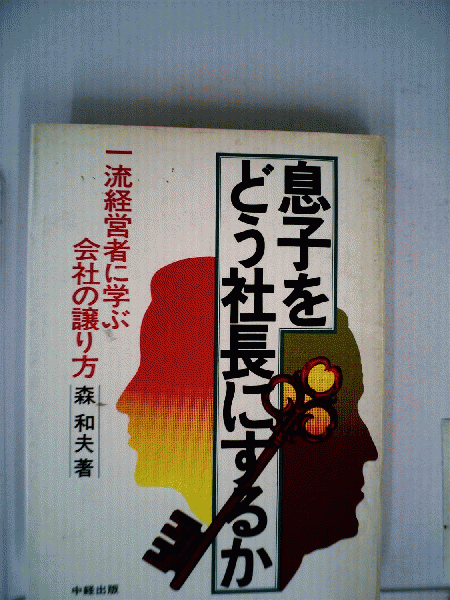 息子を
どう社長にするか
一流経営者に学ぶ
会社の譲り方
森 和夫 著
中経出版